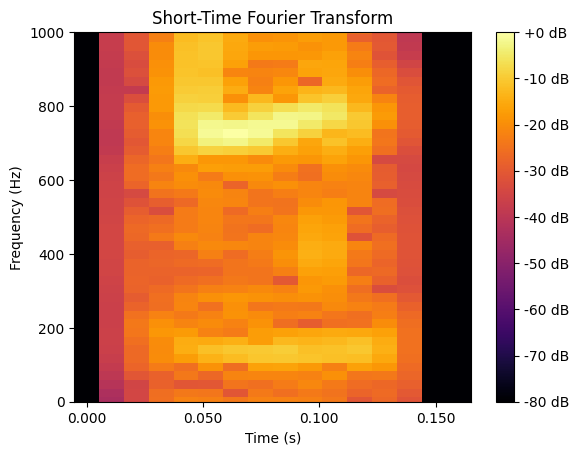 Short-Time Fourier Transform
1000
800
600
400
200
0
Frequency (Hz)
0.000
0.050
0.100
0.150
Time (s)
+0 dB
-10 dB
-20 dB
-30 dB
-40 dB
-50 dB
-60 dB
-70 dB
-80 dB